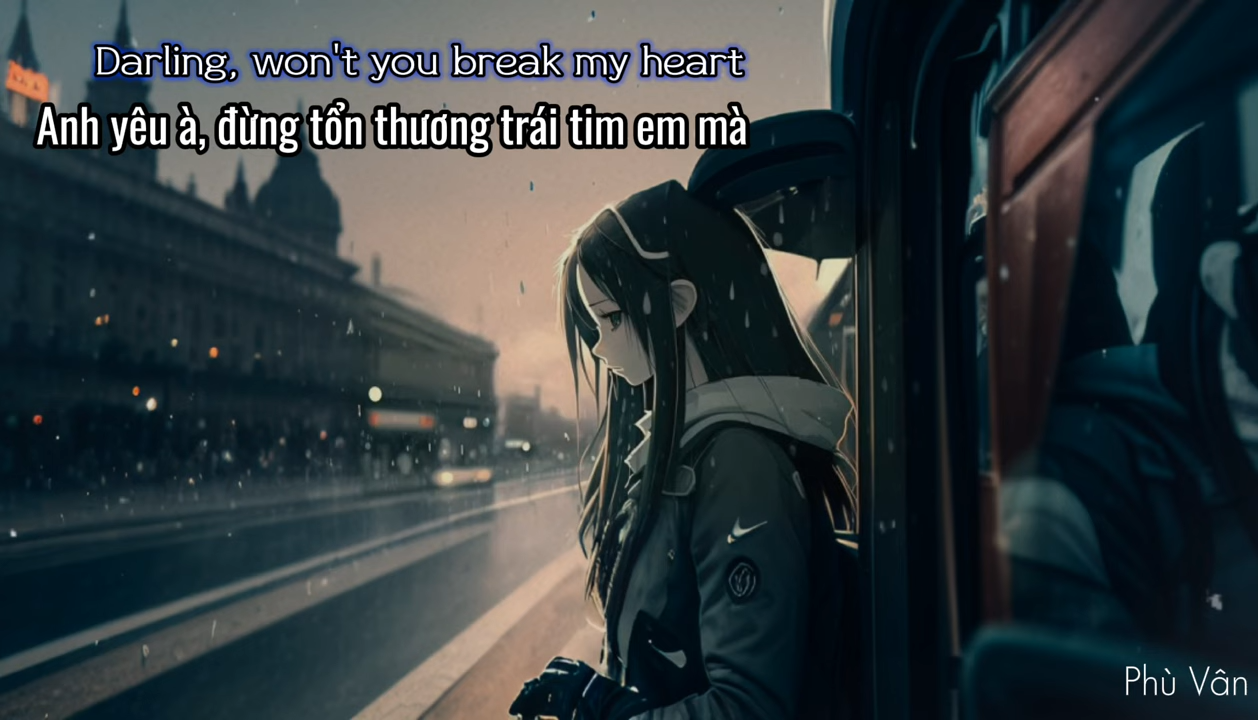 Darling, won't you break my heart
Anh yêu à, đừng tổn thương trái tim em mà
Phù Vân